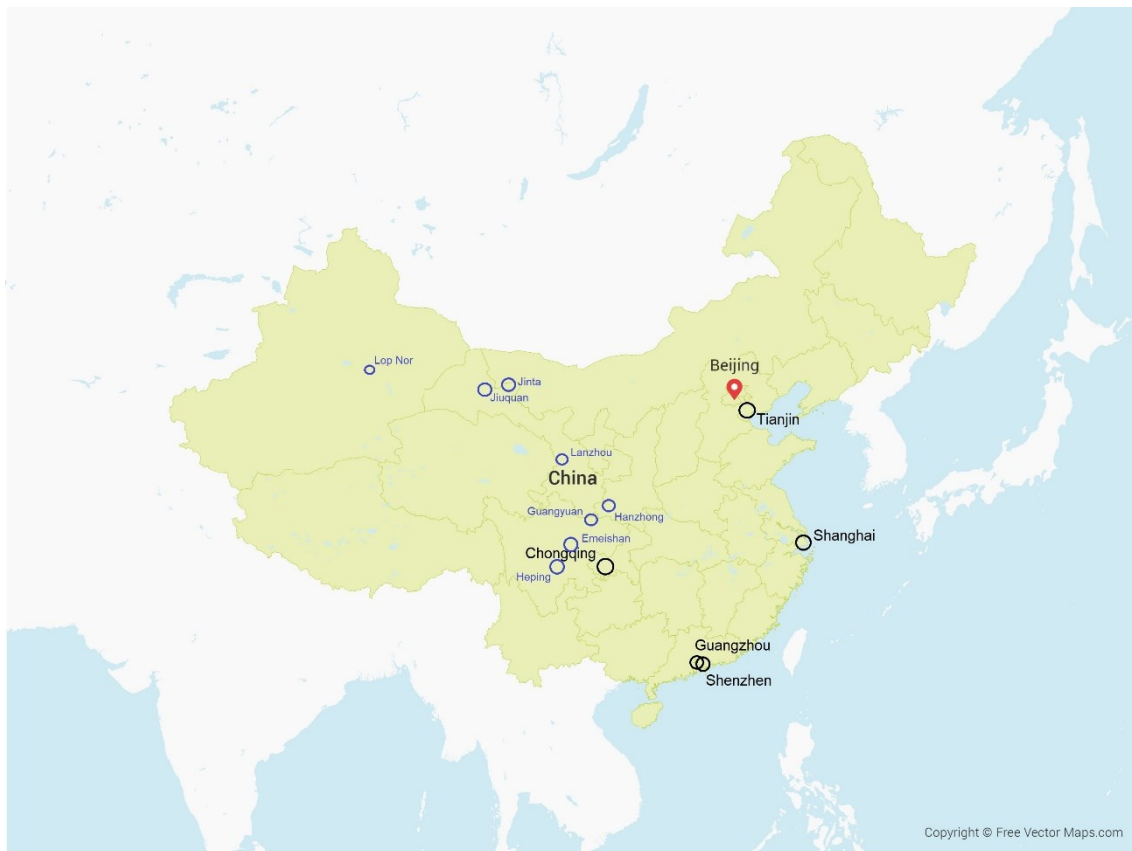 Lop Nor
Jinta
Jiuquan
Beijing
Tianjin
Lanzhou
China
Guangyuan
Hanzhong
Emeishan
Shanghai
Chongqing
Heping
Guangzhou
Shenzhen
Copyright © Free Vector Maps.com